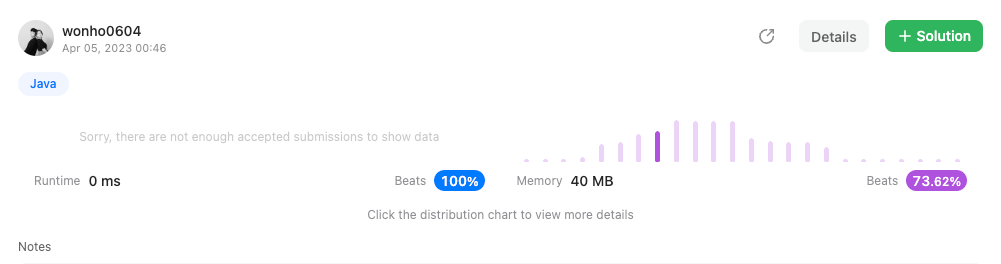 wonho0604
Apr 05, 2023 00:46
Details
Solution
Java
Sorry, there are not enough accepted submissions to show data
Runtime 0 ms Beats 100% Memory 40 MB Beats 73.62%
Click the distribution chart to view more details
Notes